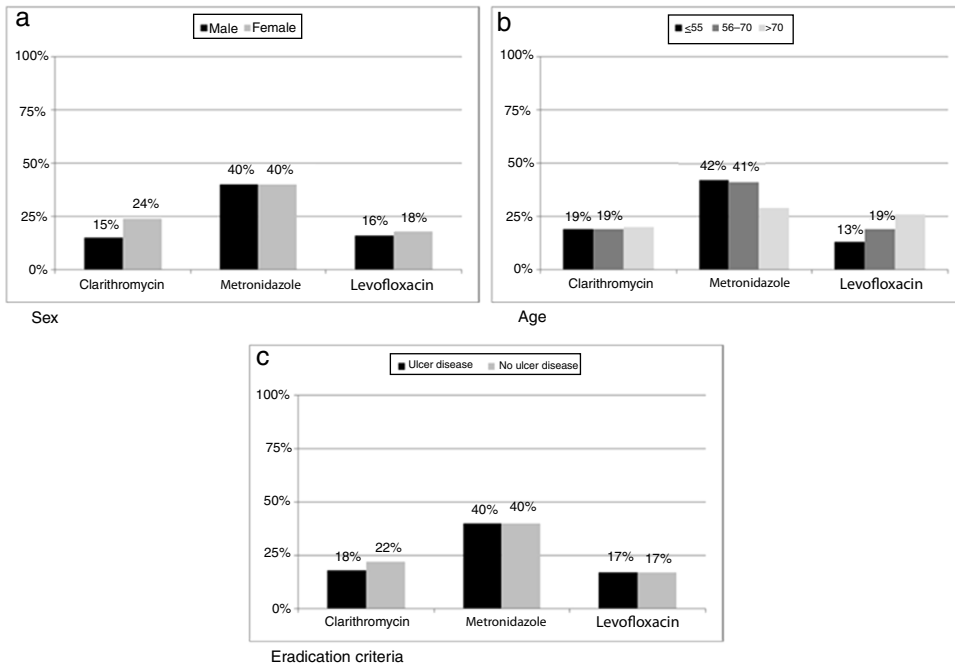 a
Male Female
100%
75%
50%
25%
0%
40% 40%
24%
15%
16% 18%
Clarithromycin Metronidazole Levofloxacin
Sex
b
≤55 56–70 >70
100%
75%
50%
25%
0%
42% 41%
19% 19%
13% 19%
Clarithromycin Metronidazole Levofloxacin
Age
c
Ulcer disease No ulcer disease
100%
75%
50%
25%
0%
40% 40%
18% 22%
17% 17%
Clarithromycin Metronidazole Levofloxacin
Eradication criteria